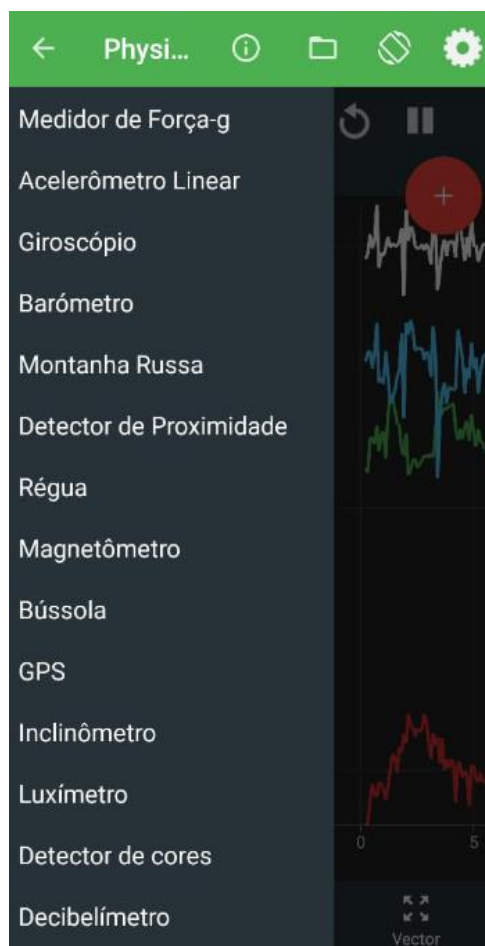 Physi...
Medidor de Força-g
Acelerômetro Linear
Giroscópio
Barómetro
Montanha Russa
Detector de Proximidade
Régua
Magnetômetro
Bússola
GPS
Inclinômetro
Luxímetro
Detector de cores
Decibelímetro
0 5
Vector